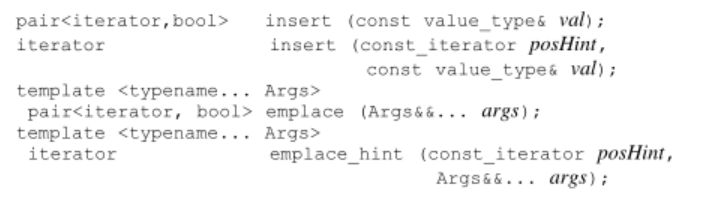 pair<iterator,bool> insert (const value_type& val);
iterator insert (const_iterator posHint,
const value_type& val);
template <typename... Args>
pair<iterator, bool> emplace (Args&&... args);
template <typename... Args>
iterator emplace_hint (const_iterator posHint,
Args&&... args);